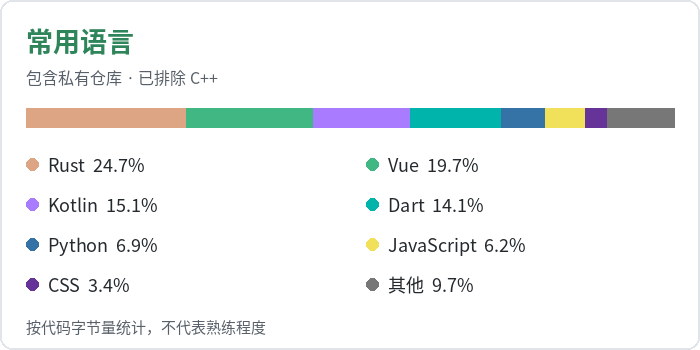 常用语言
包含私有仓库 · 已排除 C++
Rust 24.7%
Vue 19.7%
Kotlin 15.1%
Dart 14.1%
Python 6.9%
JavaScript 6.2%
CSS 3.4%
其他 9.7%
按代码字节量统计，不代表熟练程度